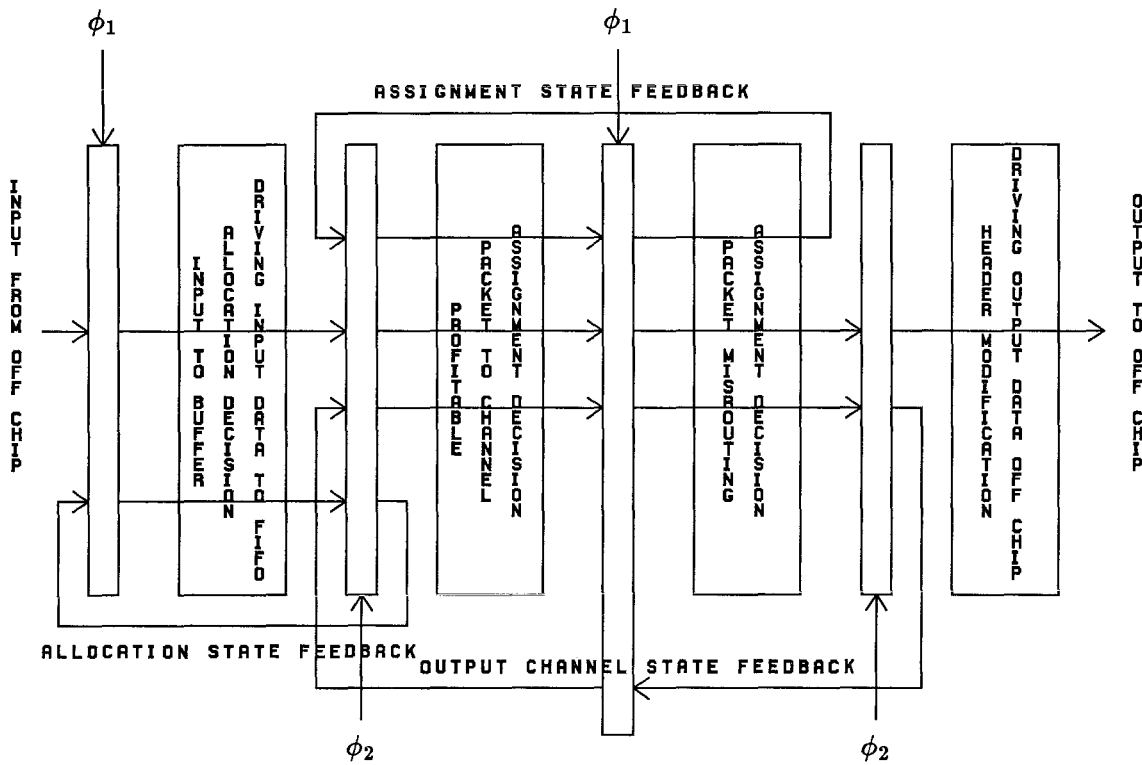 ϕ1
ϕ1
ASSIGNMENT STATE FEEDBACK
INPUT FROM OFF CHIP
DRIVING INPUT DATA TO FIFO
ALLOCATION DECISION
INPUT TO BUFFER
ASSIGNMENT DECISION
PACKET TO CHANNEL
PROFITABLE
ASSIGNMENT DECISION
PACKET MISROUTING
DRIVING OUTPUT DATA OFF CHIP
HEADER MODIFICATION
OUTPUT TO OFF CHIP
ALLOCATION STATE FEEDBACK
OUTPUT CHANNEL STATE FEEDBACK
ϕ2
ϕ2